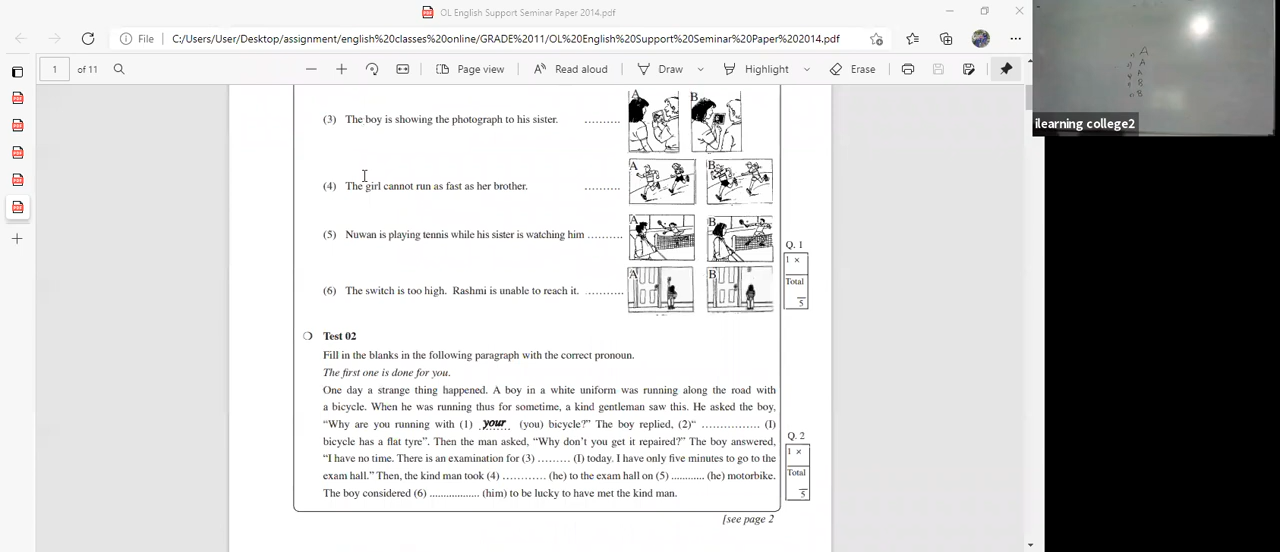 OL English Support Seminar Paper 2014.pdf
File
C:/Users/User/Desktop/assignment/english%20classes%20online/GRADE%2011/OL%20English%20Support%20Seminar%20Paper%202014.pdf
1 of 11
Page view
Read aloud
Draw
Highlight
Erase
ilearning college2
A
A
A
B
B
A B
(3) The boy is showing the photograph to his sister. ..........
A B
(4) The girl cannot run as fast as her brother. ..........
A B
(5) Nuwan is playing tennis while his sister is watching him ..........
A B
(6) The switch is too high. Rashmi is unable to reach it. ...........
Q. 1
1 ×
Total
5
Test 02
Fill in the blanks in the following paragraph with the correct pronoun.
The first one is done for you.
One day a strange thing happened. A boy in a white uniform was running along the road with
a bicycle. When he was running thus for sometime, a kind gentleman saw this. He asked the boy,
“Why are you running with (1) your (you) bicycle?” The boy replied, (2)“ ................ (I)
bicycle has a flat tyre”. Then the man asked, “Why don’t you get it repaired?” The boy answered,
“I have no time. There is an examination for (3) ......... (I) today. I have only five minutes to go to the
exam hall.” Then, the kind man took (4) ............ (he) to the exam hall on (5) ............ (he) motorbike.
The boy considered (6) .................. (him) to be lucky to have met the kind man.
Q. 2
1 ×
Total
5
[see page 2